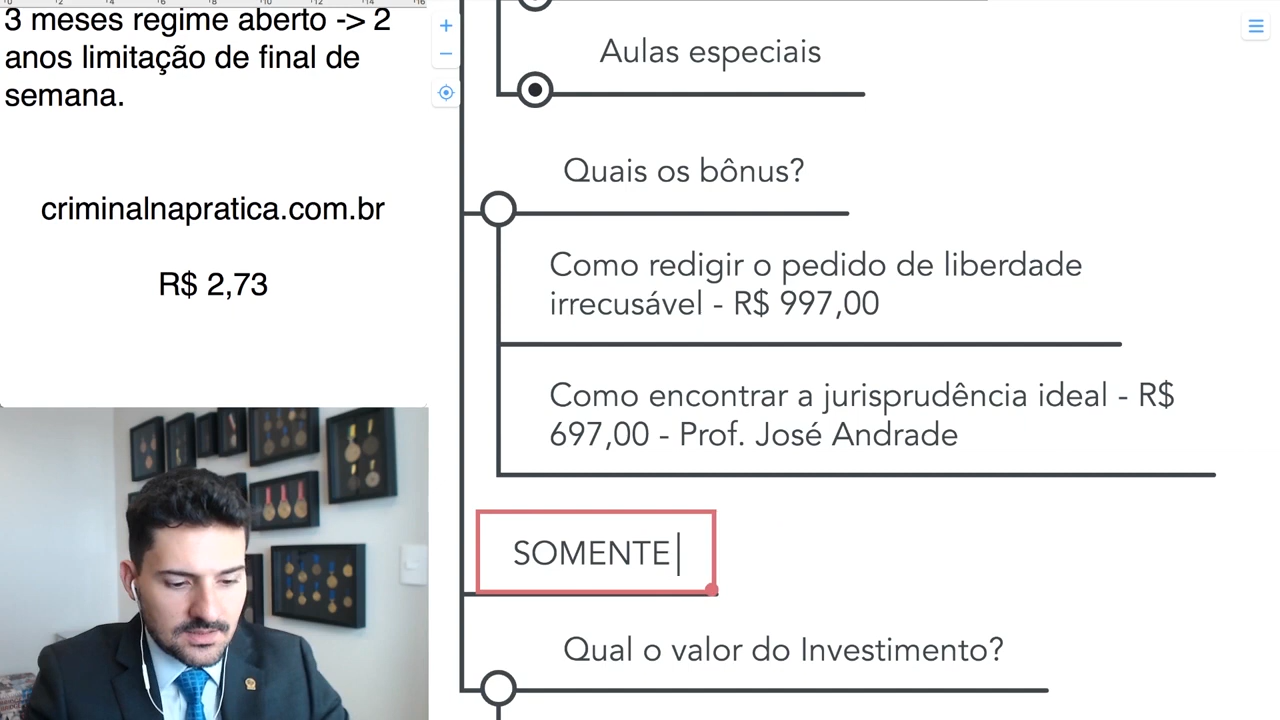 3 meses regime aberto -> 2
anos limitação de final de
semana.
criminalnapratica.com.br
R$ 2,73
Aulas especiais
Quais os bônus?
Como redigir o pedido de liberdade
irrecusável - R$ 997,00
Como encontrar a jurisprudência ideal - R$
697,00 - Prof. José Andrade
SOMENTE
Qual o valor do Investimento?